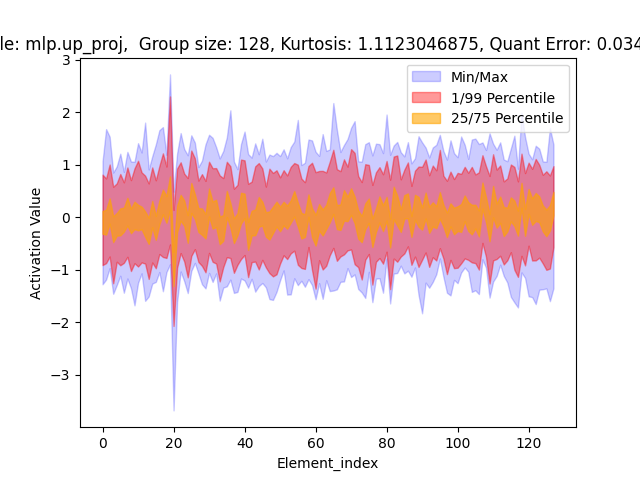 le: mlp.up_proj,  Group size: 128, Kurtosis: 1.1123046875, Quant Error: 0.034
Min/Max
1/99 Percentile
25/75 Percentile
Activation Value
3
2
1
0
−1
−2
−3
0
20
40
60
80
100
120
Element_index